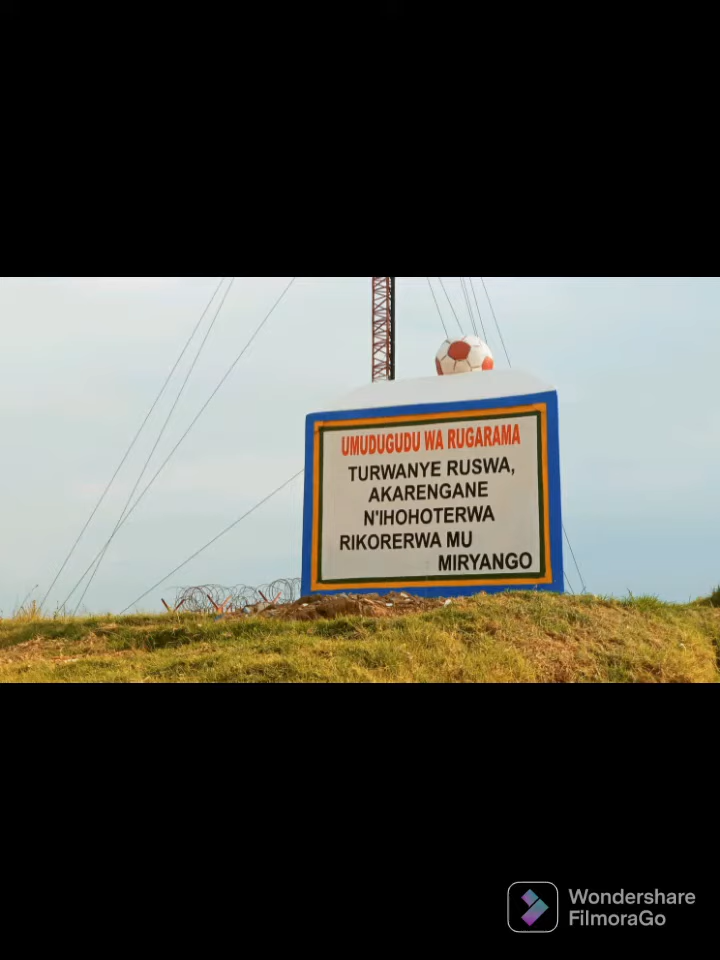 UMUDUGUDU WA RUGARAMA
TURWANYE RUSWA,
AKARENGANE
N'IHOHOTERWA
RIKORERWA MU
MIRYANGO
Wondershare
FilmoraGo